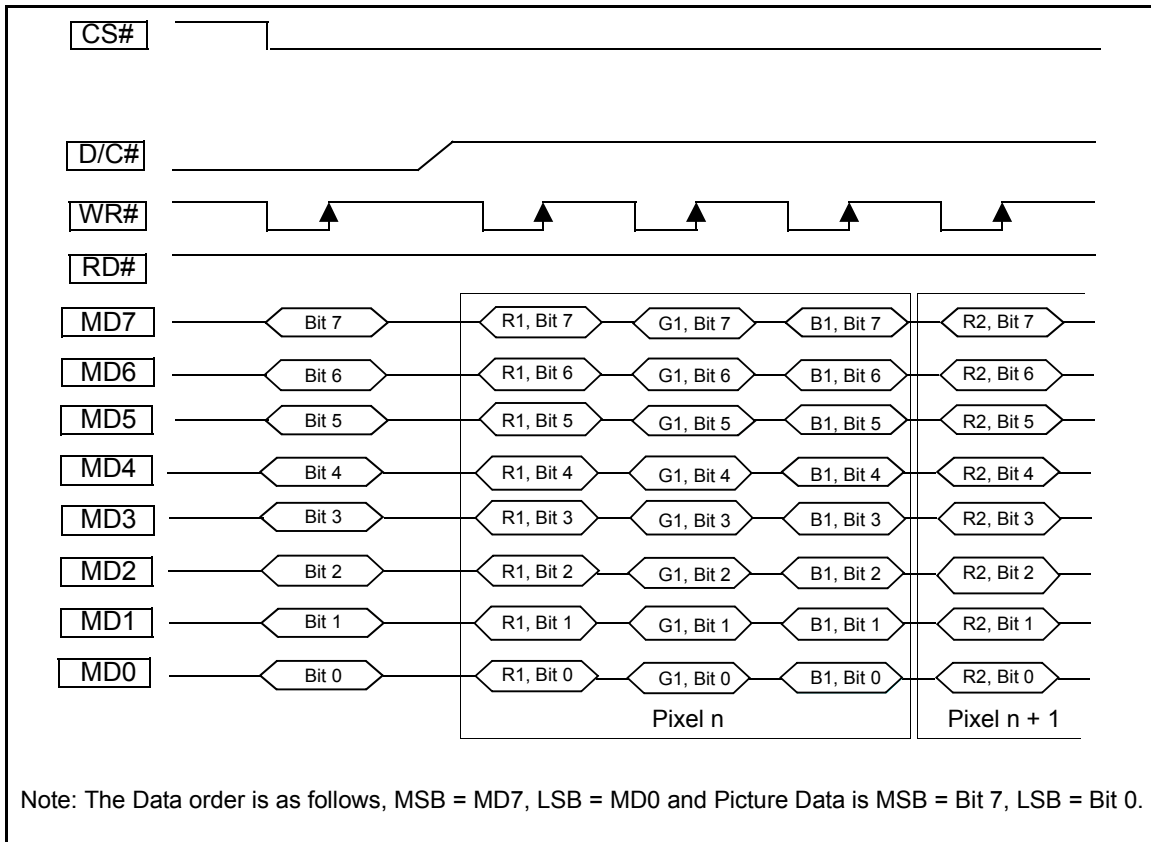 CS#
D/C#
WR#
RD#
MD7 Bit 7 R1, Bit 7 G1, Bit 7 B1, Bit 7 R2, Bit 7
MD6 Bit 6 R1, Bit 6 G1, Bit 6 B1, Bit 6 R2, Bit 6
MD5 Bit 5 R1, Bit 5 G1, Bit 5 B1, Bit 5 R2, Bit 5
MD4 Bit 4 R1, Bit 4 G1, Bit 4 B1, Bit 4 R2, Bit 4
MD3 Bit 3 R1, Bit 3 G1, Bit 3 B1, Bit 3 R2, Bit 3
MD2 Bit 2 R1, Bit 2 G1, Bit 2 B1, Bit 2 R2, Bit 2
MD1 Bit 1 R1, Bit 1 G1, Bit 1 B1, Bit 1 R2, Bit 1
MD0 Bit 0 R1, Bit 0 G1, Bit 0 B1, Bit 0 R2, Bit 0
Pixel n Pixel n + 1
Note: The Data order is as follows, MSB = MD7, LSB = MD0 and Picture Data is MSB = Bit 7, LSB = Bit 0.